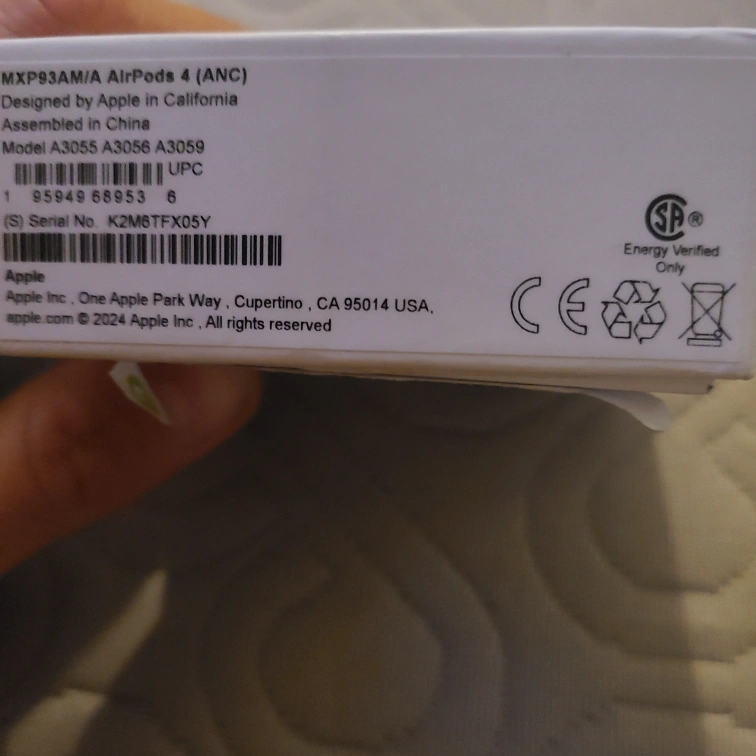 MXP93AM/A AirPods 4 (ANC)
Designed by Apple in California
Assembled in China
Model A3055 A3056 A3059
UPC
1 95949 68953 6
(S) Serial No. K2M6TFX05Y
Apple
Apple Inc., One Apple Park Way, Cupertino, CA 95014 USA.
apple.com © 2024 Apple Inc., All rights reserved
SA ®
Energy Verified
Only
CE